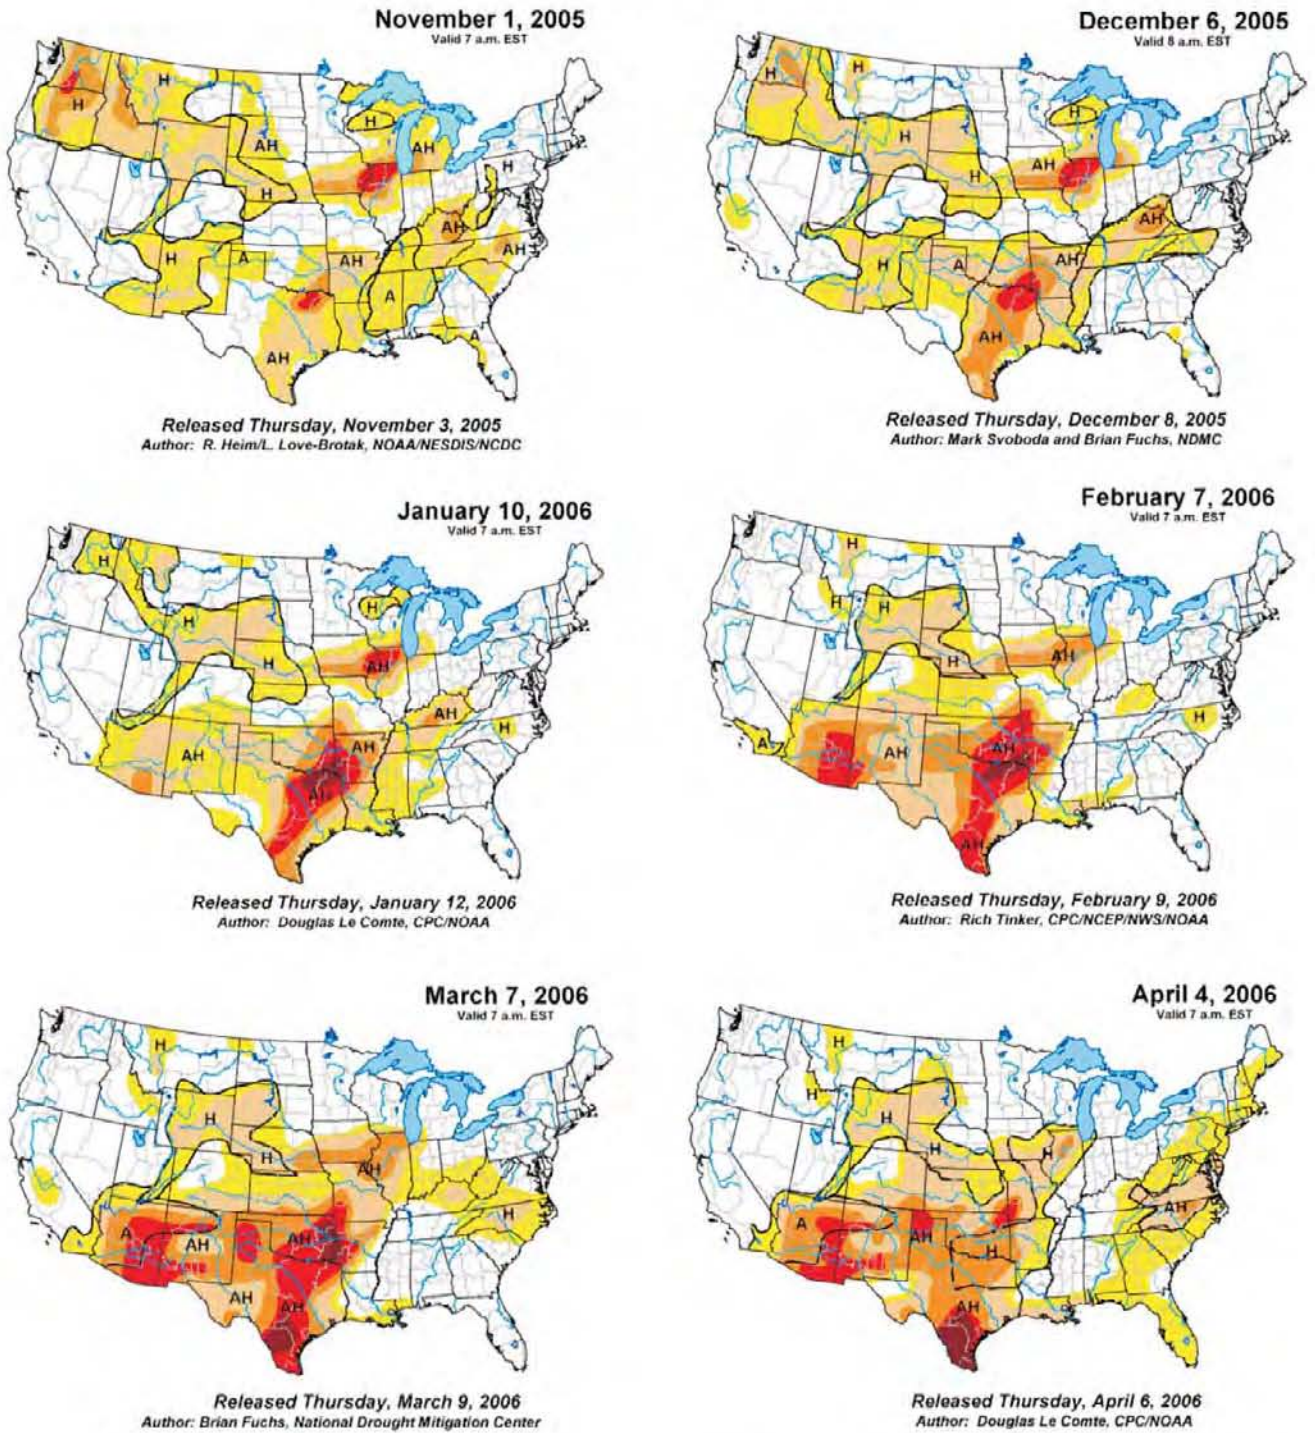 November 1, 2005
Valid 7 a.m. EST
H
H
AH
H
AH
H
H
AH
AH
H
A
AH
A
A
AH
Released Thursday, November 3, 2005
Author: R. Heim/L. Love-Brotak, NOAA/NESDIS/NCDC
December 6, 2005
Valid 8 a.m. EST
H
H
H
H
AH
H
AH
H
A
AH
AH
Released Thursday, December 8, 2005
Author: Mark Svoboda and Brian Fuchs, NDMC
January 10, 2006
Valid 7 a.m. EST
H
H
H
H
AH
AH
H
AH
AH
AH
Released Thursday, January 12, 2006
Author: Douglas Le Comte, CPC/NOAA
February 7, 2006
Valid 7 a.m. EST
H
H
H
H
AH
H
A
AH
AH
AH
Released Thursday, February 9, 2006
Author: Rich Tinker, CPC/NCEP/NWS/NOAA
March 7, 2006
Valid 7 a.m. EST
H
H
H
AH
H
A
AH
AH
AH
AH
Released Thursday, March 9, 2006
Author: Brian Fuchs, National Drought Mitigation Center
April 4, 2006
Valid 7 a.m. EST
H
H
H
H
H
AH
A
AH
H
AH
Released Thursday, April 6, 2006
Author: Douglas Le Comte, CPC/NOAA